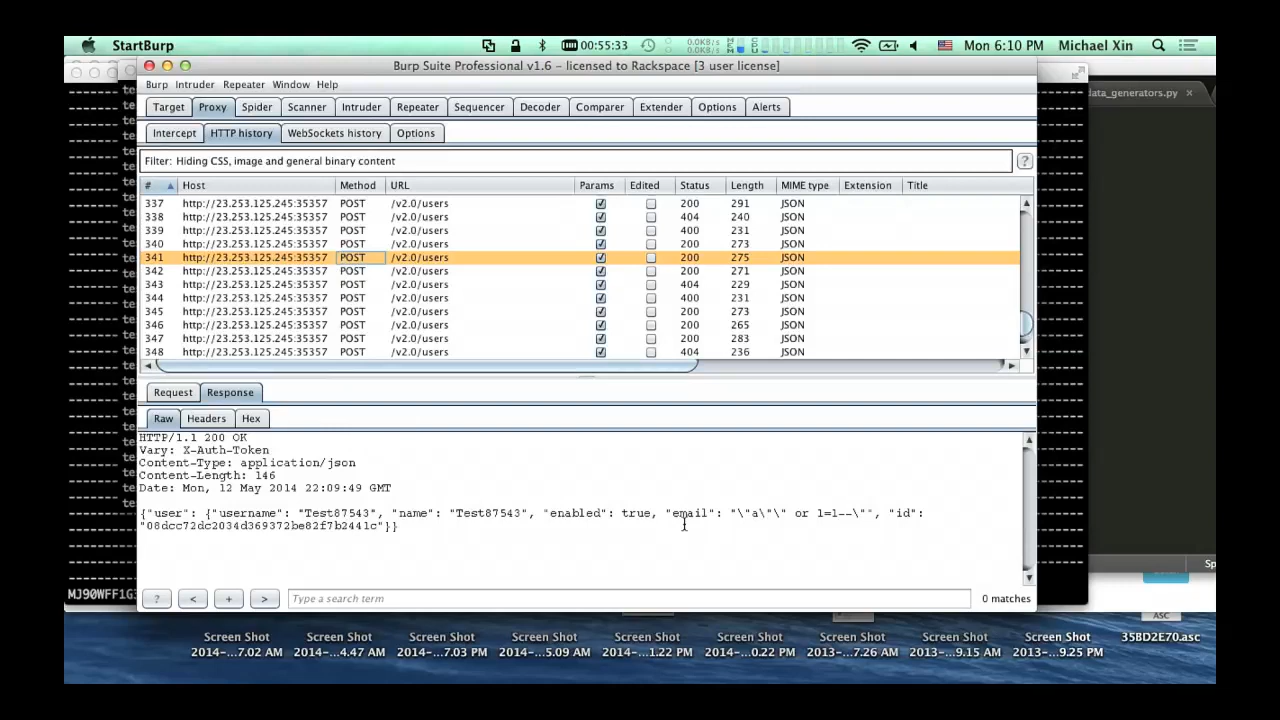 StartBurp 00:55:33 0.0KB/s 0.0KB/s Mon 6:10 PM Michael Xin
Burp Suite Professional v1.6 – licensed to Rackspace [3 user license]
Burp Intruder Repeater Window Help
data_generators.py ×
Target Proxy Spider Scanner Intruder Repeater Sequencer Decoder Comparer Extender Options Alerts
Intercept HTTP history WebSockets history Options
Filter: Hiding CSS, image and general binary content ?
# Host Method URL Params Edited Status Length MIME type Extension Title
337 http://23.253.125.245:35357 POST /v2.0/users 200 291 JSON
338 http://23.253.125.245:35357 POST /v2.0/users 404 240 JSON
339 http://23.253.125.245:35357 POST /v2.0/users 400 231 JSON
340 http://23.253.125.245:35357 POST /v2.0/users 200 273 JSON
341 http://23.253.125.245:35357 POST /v2.0/users 200 275 JSON
342 http://23.253.125.245:35357 POST /v2.0/users 200 271 JSON
343 http://23.253.125.245:35357 POST /v2.0/users 404 229 JSON
344 http://23.253.125.245:35357 POST /v2.0/users 400 231 JSON
345 http://23.253.125.245:35357 POST /v2.0/users 200 273 JSON
346 http://23.253.125.245:35357 POST /v2.0/users 200 265 JSON
347 http://23.253.125.245:35357 POST /v2.0/users 200 283 JSON
348 http://23.253.125.245:35357 POST /v2.0/users 404 236 JSON
Request Response
Raw Headers Hex
HTTP/1.1 200 OK
Vary: X-Auth-Token
Content-Type: application/json
Content-Length: 146
Date: Mon, 12 May 2014 22:09:49 GMT
{"user": {"username": "Test87543", "name": "Test87543", "enabled": true, "email": "\"a\"\" or 1=1--\"", "id":
? < + > Type a search term 0 matches
Screen Shot Screen Shot Screen Shot Screen Shot Screen Shot Screen Shot Screen Shot Screen Shot Screen Shot 35BD2E70.asc
2014-...7.02 AM 2014-...4.47 AM 2014-...7.03 PM 2014-...5.09 AM 2014-...1.22 PM 2014-...0.22 PM 2013-...7.26 AM 2013-...9.15 AM 2013-...9.25 PM